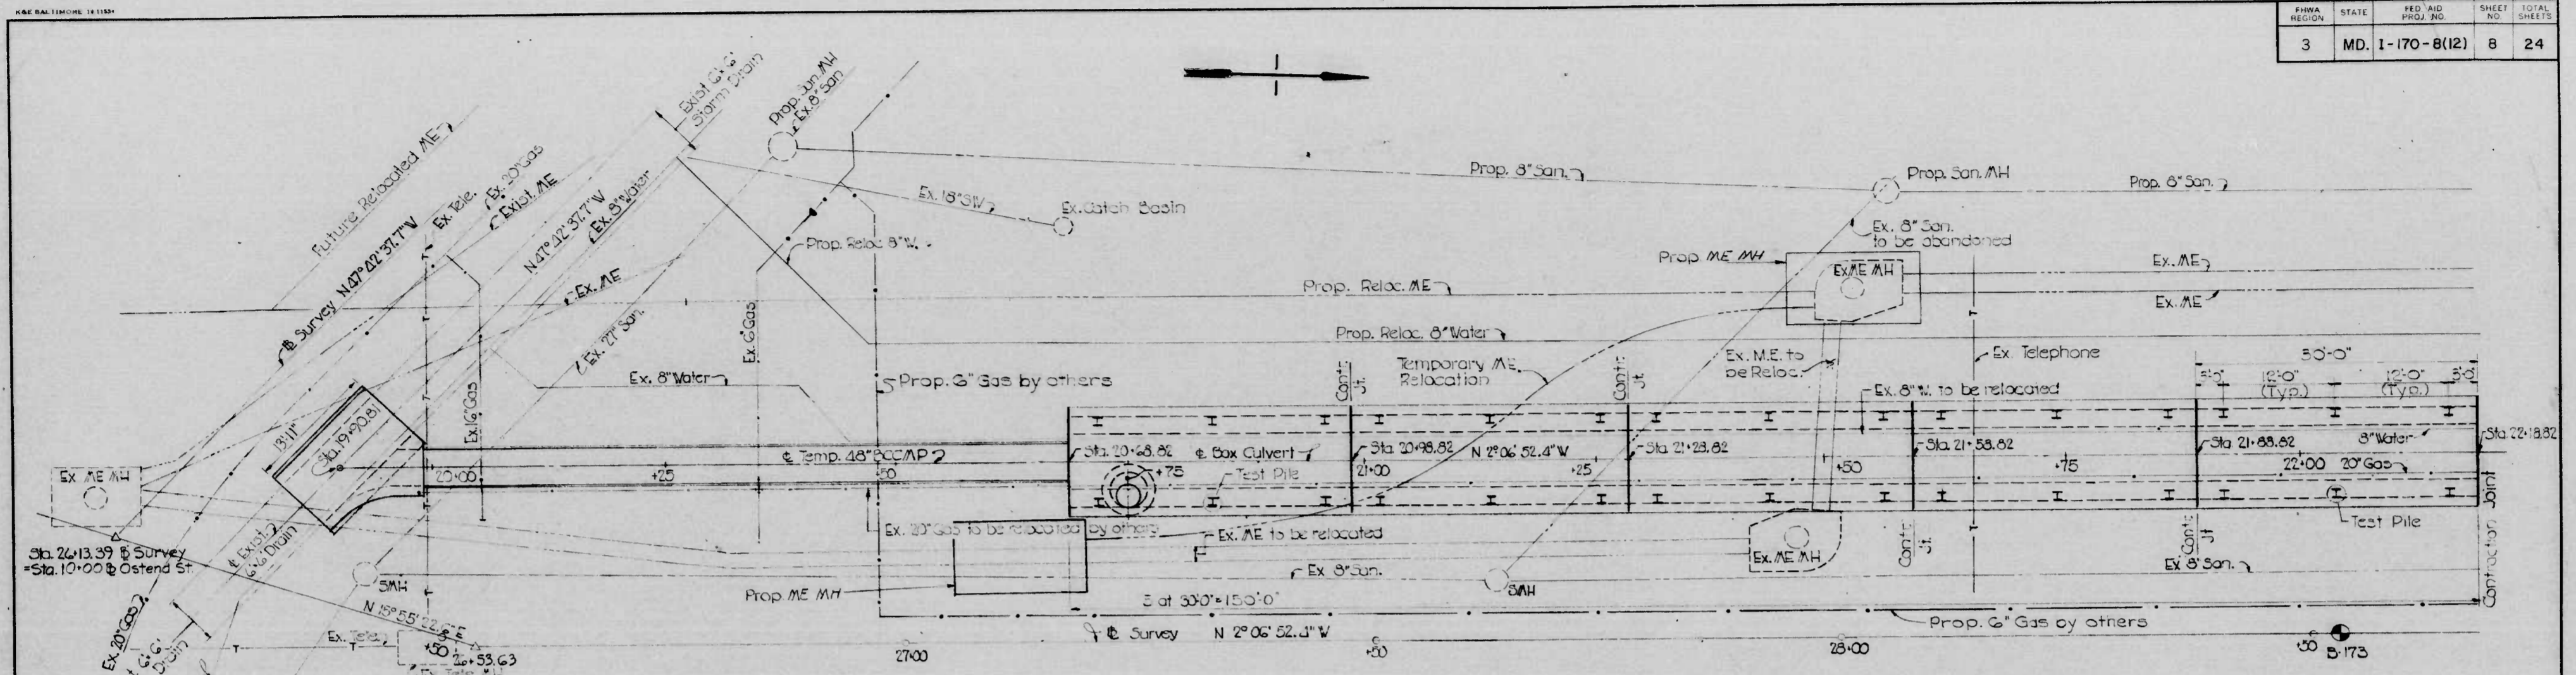 K&E BALTIMORE
FHWA REGION
STATE
FED. AID PROJ. NO.
SHEET NO.
TOTAL SHEETS
3
MD.
I-170-8(12)
8
24
Exist. 6'x6'
Storm Drain
Prop. San. MH
Ex. 8" San
Future Relocated ME
Ex. Tele.
Ex. 20" Gas
Exist. ME
N 47° 42' 37.7" W
Ex. 8" Water
Survey N 47° 42' 37.7" W
Ex. ME
Ex. 27" San.
Ex. 18" SW
Ex. Catch Basin
Prop. Reloc 8" W.
Prop. 8" San.
Prop. San. MH
Prop. 8" San.
Ex. 8" San.
to be abandoned
Prop. ME MH
Ex ME MH
Ex. ME
Ex. ME
Prop. Reloc. ME
Prop. Reloc. 8" Water
Ex. 6" Gas
Ex. 8" Water
Prop. 6" Gas by others
Contr. Jt.
Temporary ME.
Relocation
Contr. Jt.
Ex. M.E. to
be Reloc.
Ex. Telephone
Ex. 8" W. to be relocated
30'-0"
3'-0"
12'-0"
(Typ.)
12'-0"
(Typ.)
3'-0"
13'-11"
Sta. 19+90.81
Ex. 16" Gas
℄ Temp. 48" BCCMP
Sta. 20+68.82
℄ Box Culvert
Sta. 20+98.82
N 2° 06' 52.4" W
Sta. 21+28.82
Sta. 21+58.82
Sta. 21+88.82
8" Water
Sta. 22+18.82
Ex. ME MH
20+00
+25
+50
+75
Test Pile
21+00
+25
+50
+75
22+00
20" Gas
Test Pile
Contraction Joint
Ex. 20" Gas to be relocated by others
Ex. ME to be relocated
Ex. ME MH
Contr. Jt.
Contr. Jt.
Sta. 26+13.39 Survey
=Sta. 10+00 Ostend St.
℄ Exist.
6'x6' Drain
SMH
Ex 8" San.
SMH
Ex 8" San.
Prop. ME MH
5 at 30'-0"=150'-0"
N 15° 55' 22.6" E
Ex. 20" Gas
6'x6'
Drain
Ex. Tele.
+50
26+53.63
Survey N 2° 06' 52.4" W
Prop. 6" Gas by others
27+00
+50
28+00
+50
B-173